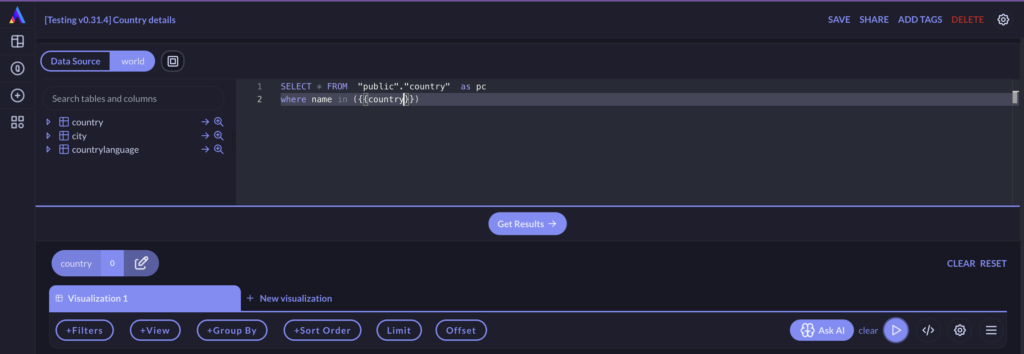 [Testing v0.31.4] Country details
SAVE SHARE ADD TAGS DELETE
Data Source world
Search tables and columns
country
city
countrylanguage
1 SELECT * FROM "public"."country" as pc
2 where name in ({{country}})
Get Results →
country 0
CLEAR RESET
Visualization 1
+ New visualization
+Filters +View +Group By +Sort Order Limit Offset
Ask AI clear </>